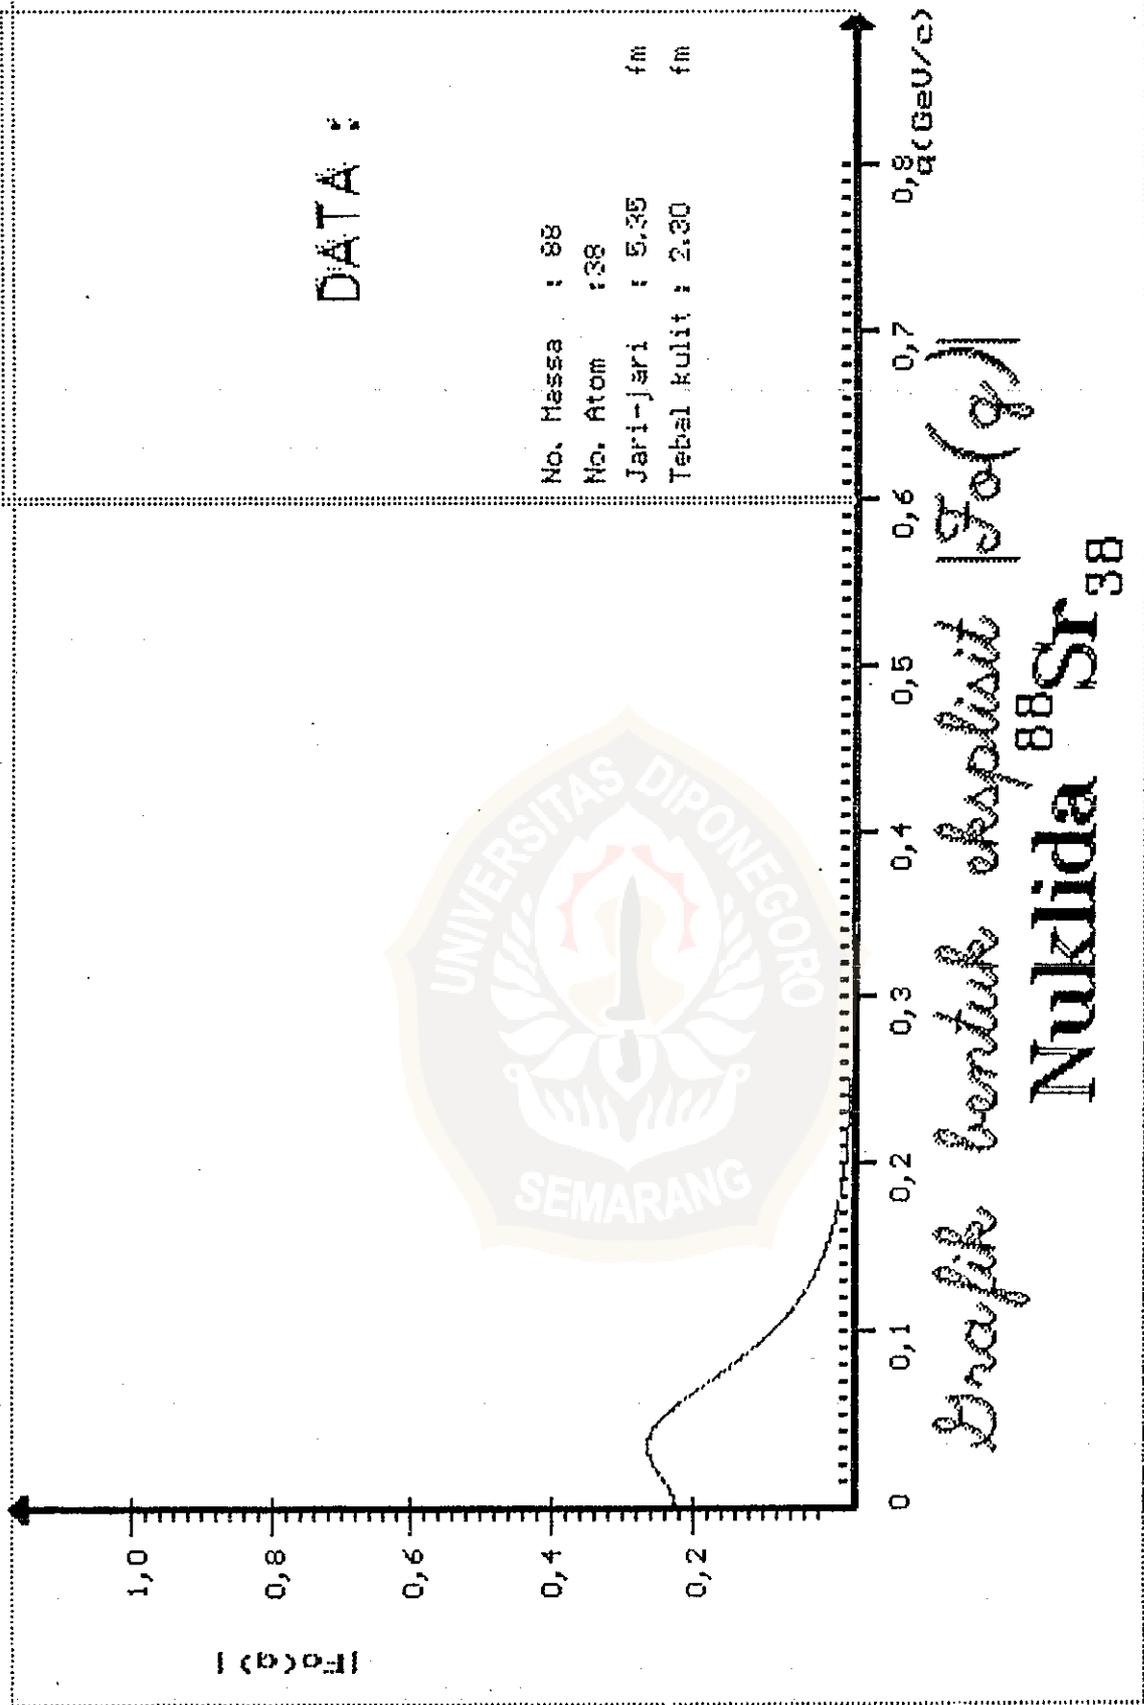 |Fo(q)|
1,0
0,8
0,6
0,4
0,2
DATA :
No. Massa : 88
No. Atom :38
Jari-jari : 5.35 fm
Tebal kulit : 2.30 fm
0 0,1 0,2 0,3 0,4 0,5 0,6 0,7 0,8
q(GeV/c)
Grafik bentuk eksplisit |Fo(q)|
Nuklida 88Sr38
UNIVERSITAS DIPONEGORO
SEMARANG